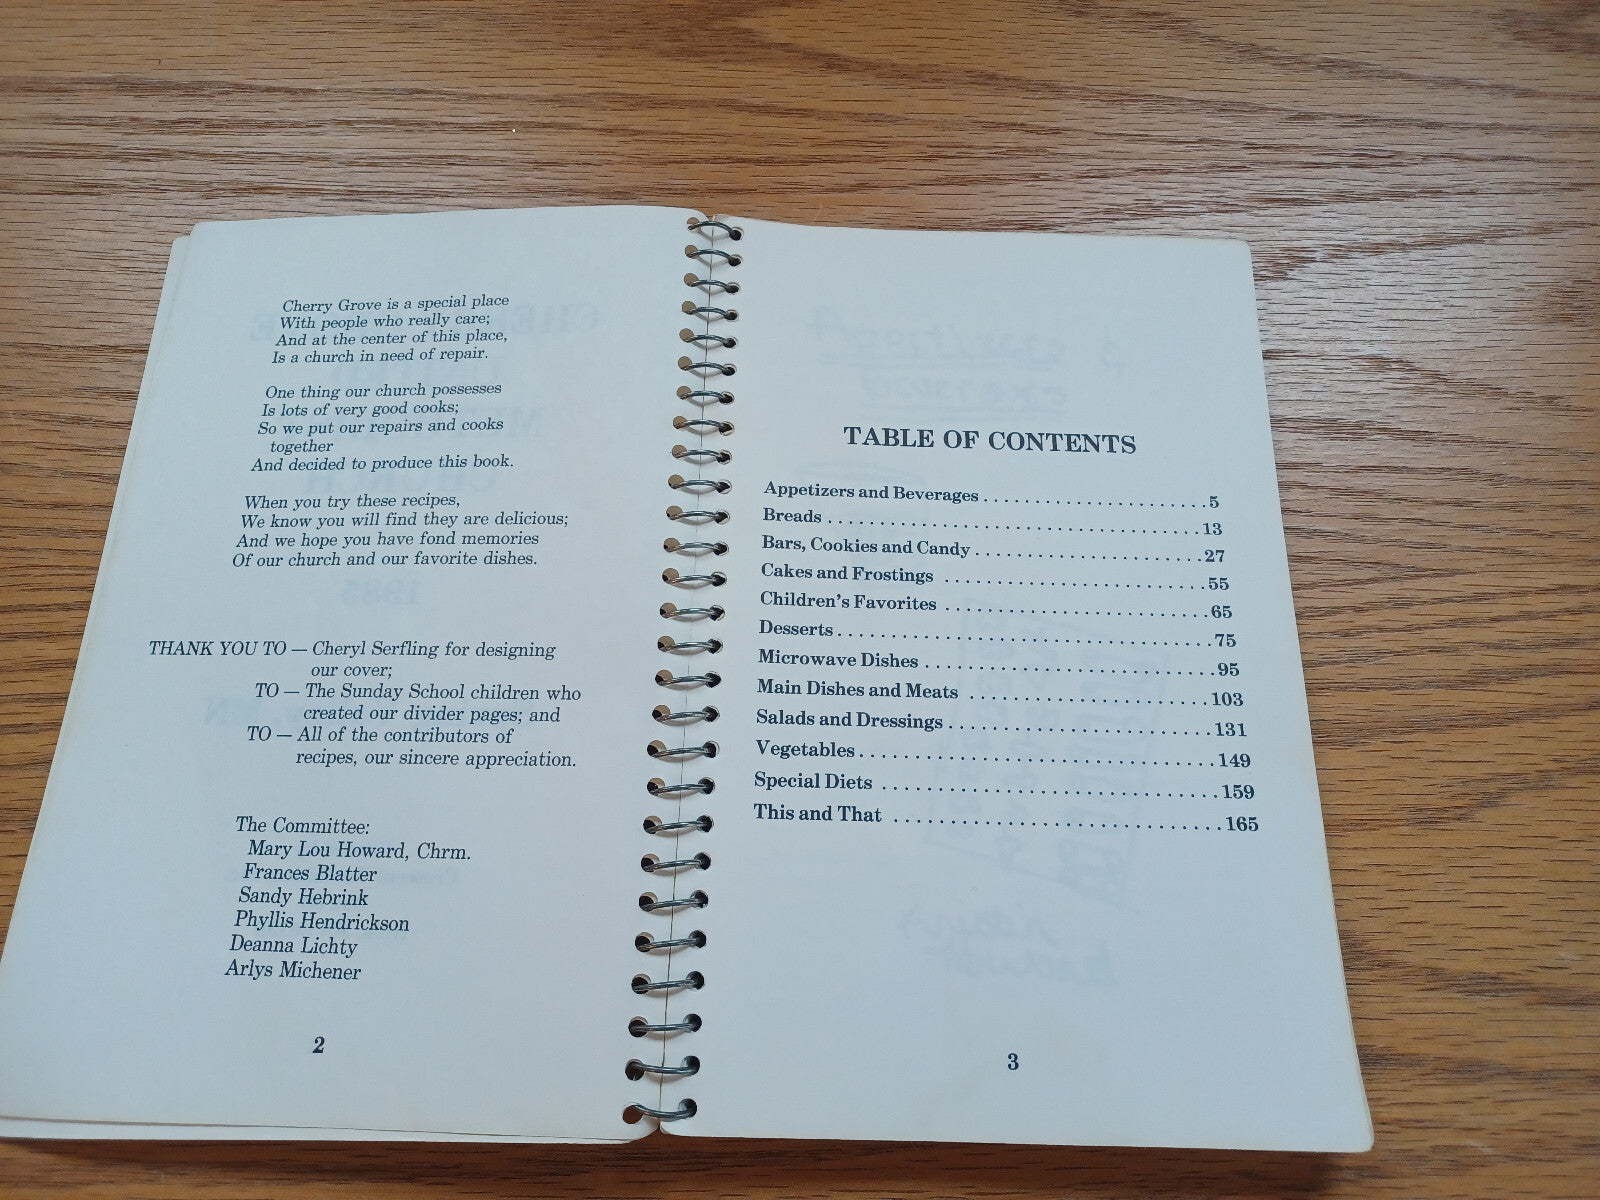 Cherry Grove is a special place
With people who really care;
And at the center of this place,
Is a church in need of repair.
One thing our church possesses
Is lots of very good cooks;
So we put our repairs and cooks
together
And decided to produce this book.
When you try these recipes,
We know you will find they are delicious;
And we hope you have fond memories
Of our church and our favorite dishes.
THANK YOU TO — Cheryl Serfling for designing
our cover;
TO — The Sunday School children who
created our divider pages; and
TO — All of the contributors of
recipes, our sincere appreciation.
The Committee:
Mary Lou Howard, Chrm.
Frances Blatter
Sandy Hebrink
Phyllis Hendrickson
Deanna Lichty
Arlys Michener
2
TABLE OF CONTENTS
Appetizers and Beverages . . . . . . . . . . . . . . . . . . . . . . 5
Breads . . . . . . . . . . . . . . . . . . . . . . . . . . . . . . . . . . . . 13
Bars, Cookies and Candy . . . . . . . . . . . . . . . . . . . . . . 27
Cakes and Frostings . . . . . . . . . . . . . . . . . . . . . . . . . 55
Children's Favorites . . . . . . . . . . . . . . . . . . . . . . . . . 65
Desserts . . . . . . . . . . . . . . . . . . . . . . . . . . . . . . . . . . . 75
Microwave Dishes . . . . . . . . . . . . . . . . . . . . . . . . . . . 95
Main Dishes and Meats . . . . . . . . . . . . . . . . . . . . . . . 103
Salads and Dressings . . . . . . . . . . . . . . . . . . . . . . . . 131
Vegetables . . . . . . . . . . . . . . . . . . . . . . . . . . . . . . . . 149
Special Diets . . . . . . . . . . . . . . . . . . . . . . . . . . . . . . 159
This and That . . . . . . . . . . . . . . . . . . . . . . . . . . . . . 165
3